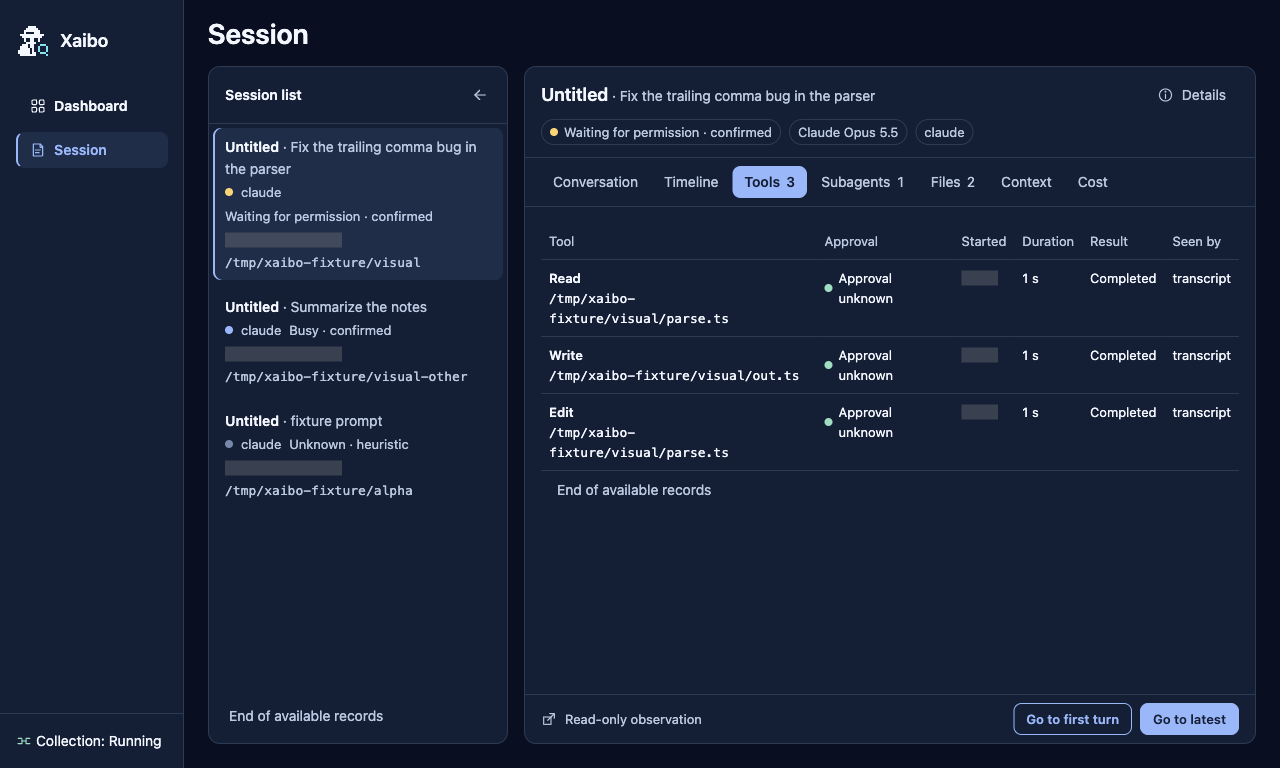 Xaibo
Dashboard
Session
Collection: Running
Session
Session list
Untitled · Fix the trailing comma bug in
the parser
claude
Waiting for permission · confirmed
/tmp/xaibo-fixture/visual
Untitled · Summarize the notes
claude Busy · confirmed
/tmp/xaibo-fixture/visual-other
Untitled · fixture prompt
claude Unknown · heuristic
/tmp/xaibo-fixture/alpha
End of available records
Untitled · Fix the trailing comma bug in the parser
Details
Waiting for permission · confirmed Claude Opus 5.5 claude
Conversation Timeline Tools 3 Subagents 1 Files 2 Context Cost
Tool Approval Started Duration Result Seen by
Read
/tmp/xaibo-
fixture/visual/parse.ts
Approval
unknown
1 s Completed transcript
Write
/tmp/xaibo-fixture/visual/out.ts
Approval
unknown
1 s Completed transcript
Edit
/tmp/xaibo-
fixture/visual/parse.ts
Approval
unknown
1 s Completed transcript
End of available records
Read-only observation
Go to first turn
Go to latest